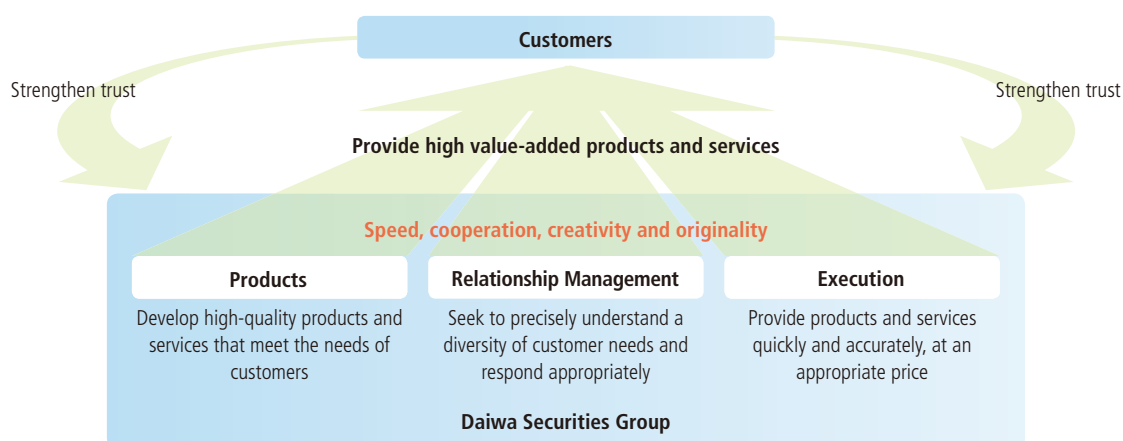 Customers
Strengthen trust
Strengthen trust
Provide high value-added products and services
Speed, cooperation, creativity and originality
Products
Develop high-quality products and
services that meet the needs of
customers
Relationship Management
Seek to precisely understand a
diversity of customer needs and
respond appropriately
Execution
Provide products and services
quickly and accurately, at an
appropriate price
Daiwa Securities Group